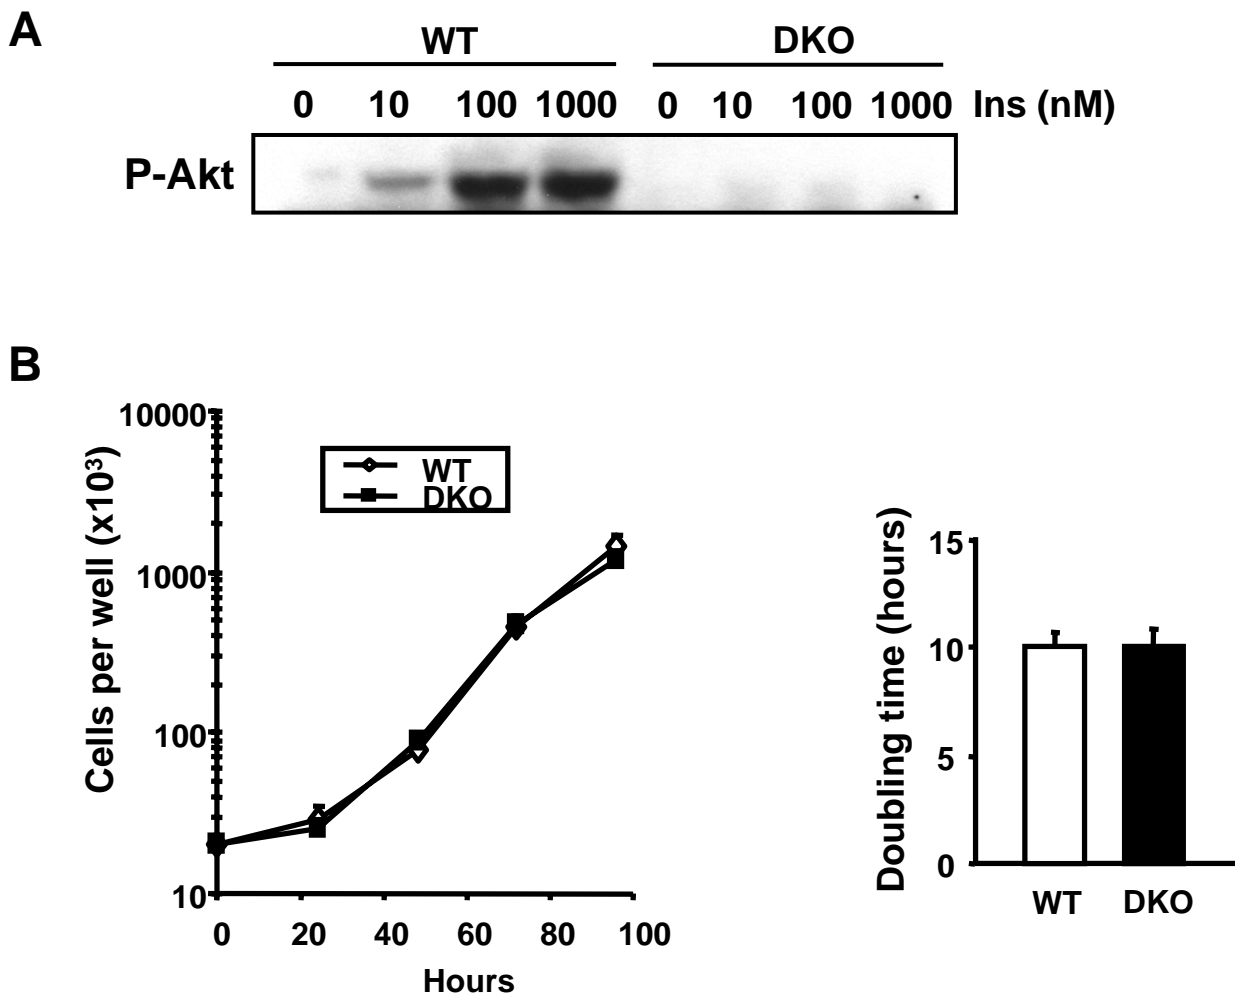 A
WT DKO
0 10 100 1000 0 10 100 1000 Ins (nM)
P-Akt
B
10000
1000
100
10
Cells per well (x10³)
WT
DKO
0 20 40 60 80 100
Hours
Doubling time (hours)
15
10
5
0
WT DKO